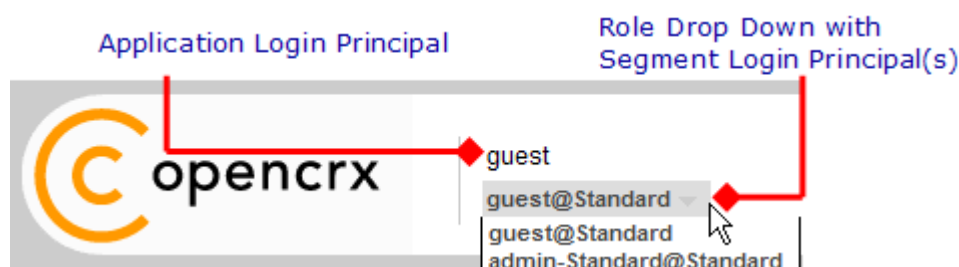 Application Login Principal
Role Drop Down with
Segment Login Principal(s)
opencrx
guest
guest@Standard
guest@Standard
admin-Standard@Standard